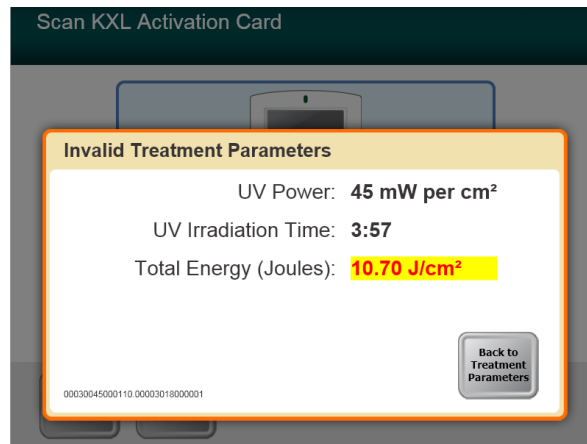 Scan KXL Activation Card
Invalid Treatment Parameters
UV Power: 45 mW per cm²
UV Irradiation Time: 3:57
Total Energy (Joules): 10.70 J/cm²
Back to
Treatment
Parameters
00030045000110.00003018000001